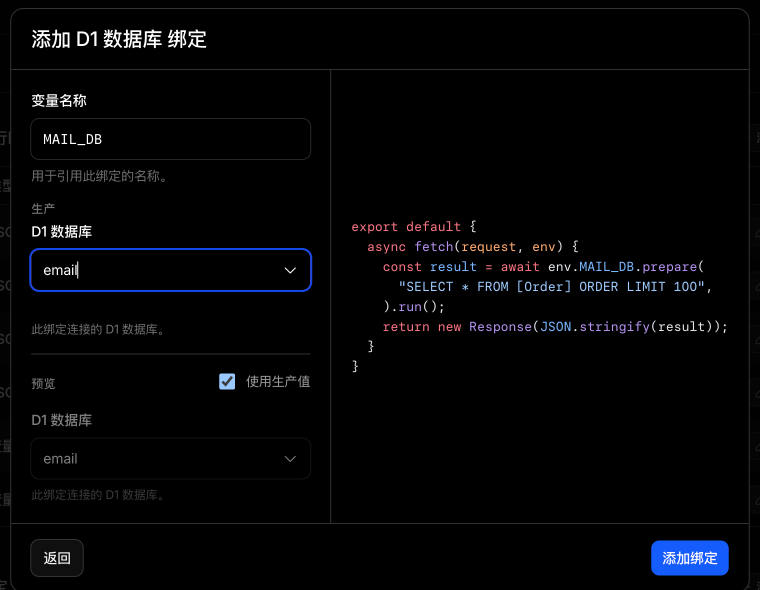 添加 D1 数据库 绑定
变量名称
MAIL_DB
用于引用此绑定的名称。
生产
D1 数据库
email
此绑定连接的 D1 数据库。
预览
使用生产值
D1 数据库
email
此绑定连接的 D1 数据库。
export default {
  async fetch(request, env) {
    const result = await env.MAIL_DB.prepare(
      "SELECT * FROM [Order] ORDER LIMIT 100",
    ).run();
    return new Response(JSON.stringify(result));
  }
}
返回
添加绑定